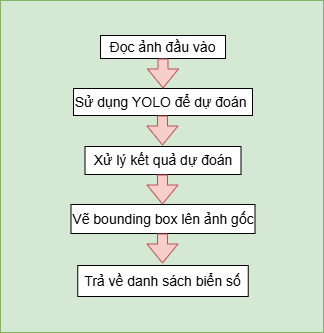 Đọc ảnh đầu vào
Sử dụng YOLO để dự đoán
Xử lý kết quả dự đoán
Vẽ bounding box lên ảnh gốc
Trả về danh sách biển số